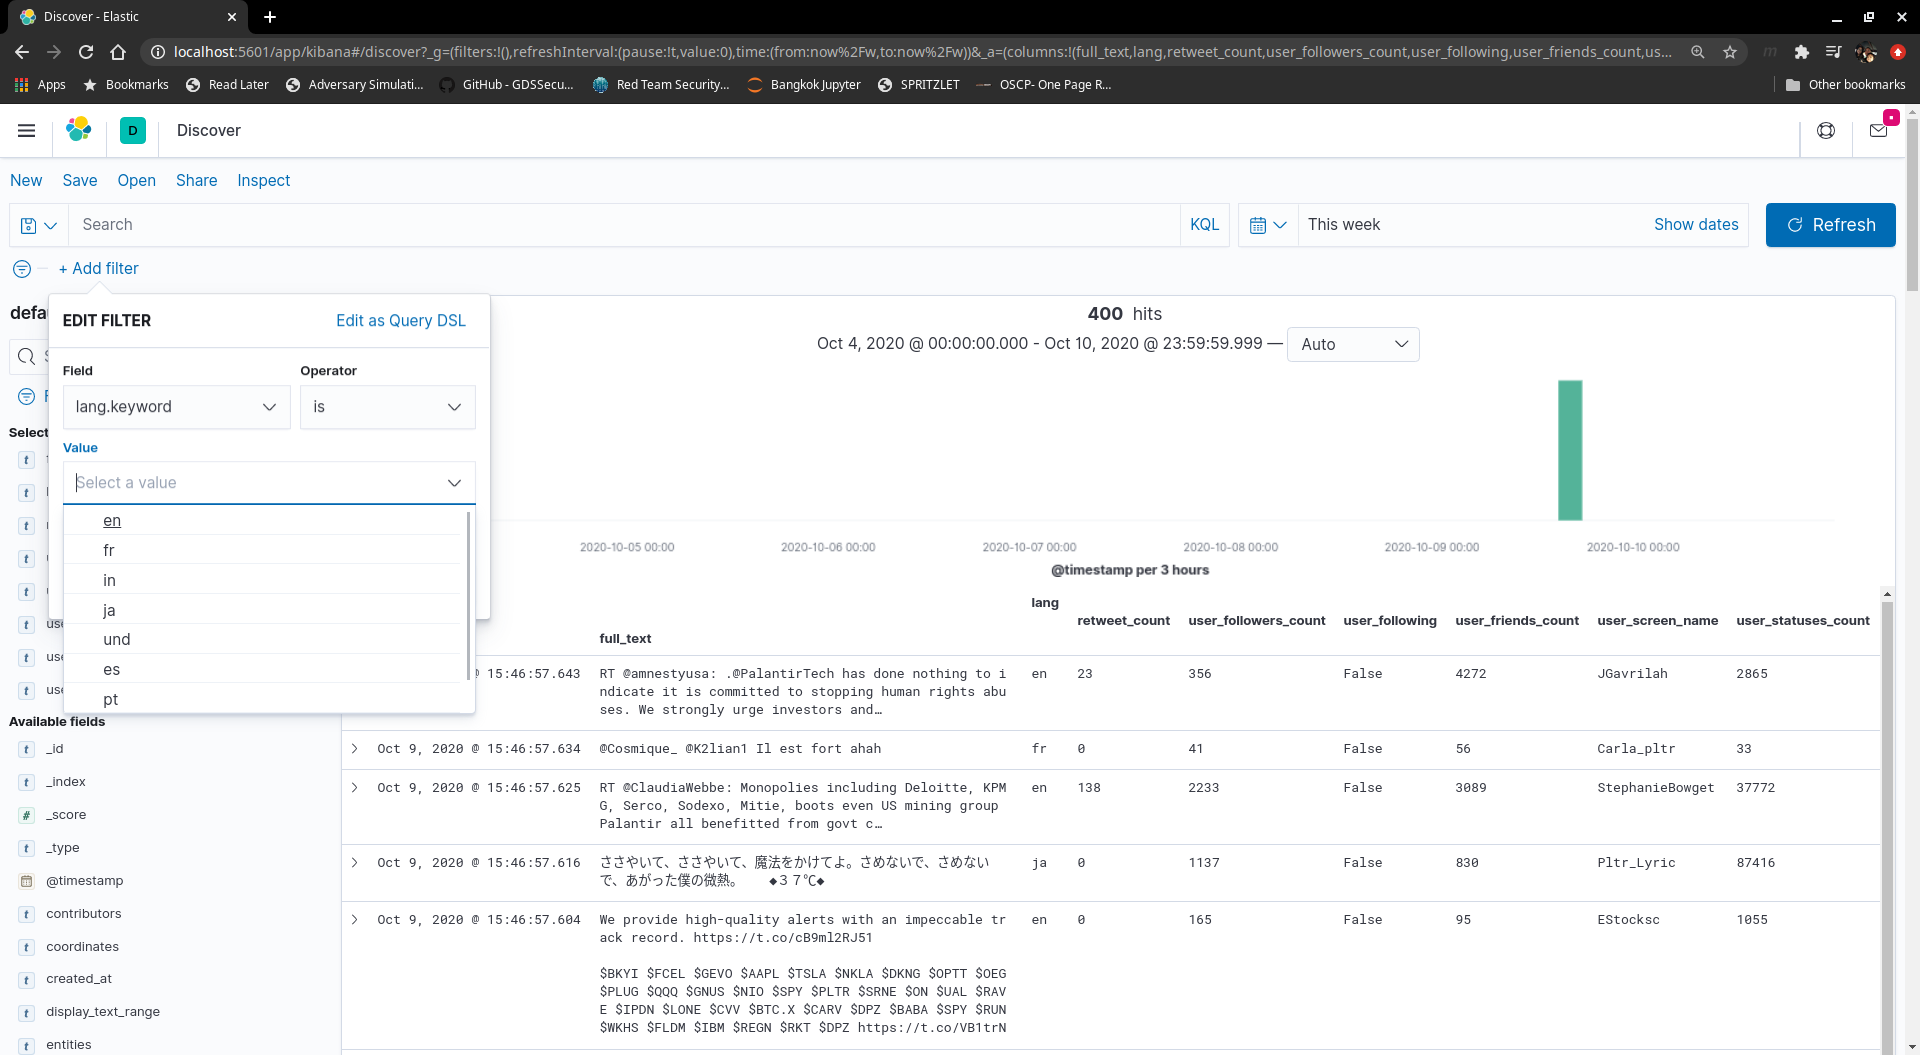 Discover - Elastic
localhost:5601/app/kibana#/discover?_g=(filters:!(),refreshInterval:(pause:!t,value:0),time:(from:now%2Fw,to:now%2Fw))&_a=(columns:!(full_text,lang,retweet_count,user_followers_count,user_following,user_friends_count,us...
Apps Bookmarks Read Later Adversary Simulati... GitHub - GDSSecu... Red Team Security... Bangkok Jupyter SPRITZLET OSCP- One Page R... Other bookmarks
D Discover
New Save Open Share Inspect
Search KQL This week Show dates Refresh
+ Add filter
defau
EDIT FILTER Edit as Query DSL
Field Operator
lang.keyword is
Value
Select a value
en
fr
in
ja
und
es
pt
Select
use
use
use
Available fields
t _id
t _index
# _score
t _type
@timestamp
t contributors
t coordinates
t created_at
t display_text_range
t entities
400 hits
Oct 4, 2020 @ 00:00:00.000 - Oct 10, 2020 @ 23:59:59.999 — Auto
2020-10-05 00:00 2020-10-06 00:00 2020-10-07 00:00 2020-10-08 00:00 2020-10-09 00:00 2020-10-10 00:00
@timestamp per 3 hours
full_text lang retweet_count user_followers_count user_following user_friends_count user_screen_name user_statuses_count
@ 15:46:57.643 RT @amnestyusa: .@PalantirTech has done nothing to i en 23 356 False 4272 JGavrilah 2865
ndicate it is committed to stopping human rights abu
ses. We strongly urge investors and…
Oct 9, 2020 @ 15:46:57.634 @Cosmique_ @K2lian1 Il est fort ahah fr 0 41 False 56 Carla_pltr 33
Oct 9, 2020 @ 15:46:57.625 RT @ClaudiaWebbe: Monopolies including Deloitte, KPM en 138 2233 False 3089 StephanieBowget 37772
G, Serco, Sodexo, Mitie, boots even US mining group
Palantir all benefitted from govt c…
Oct 9, 2020 @ 15:46:57.616 ささやいて、ささやいて、魔法をかけてよ。さめないで、さめない ja 0 1137 False 830 Pltr_Lyric 87416
で、あがった僕の微熱。 ◆３７℃◆
Oct 9, 2020 @ 15:46:57.604 We provide high-quality alerts with an impeccable tr en 0 165 False 95 EStocksc 1055
ack record. https://t.co/cB9ml2RJ51
$BKYI $FCEL $GEVO $AAPL $TSLA $NKLA $DKNG $OPTT $OEG
$PLUG $QQQ $GNUS $NIO $SPY $PLTR $SRNE $ON $UAL $RAV
E $IPDN $LONE $CVV $BTC.X $CARV $DPZ $BABA $SPY $RUN
$WKHS $FLDM $IBM $REGN $RKT $DPZ https://t.co/VB1trN